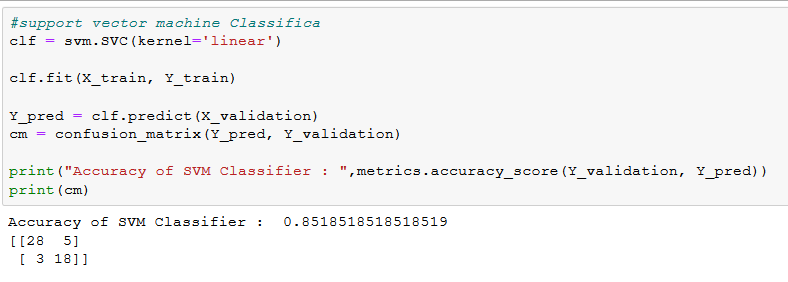 #support vector machine Classifica
clf = svm.SVC(kernel='linear')
clf.fit(X_train, Y_train)
Y_pred = clf.predict(X_validation)
cm = confusion_matrix(Y_pred, Y_validation)
print("Accuracy of SVM Classifier : ",metrics.accuracy_score(Y_validation, Y_pred))
print(cm)
Accuracy of SVM Classifier :  0.8518518518518519
[[28  5]
 [ 3 18]]